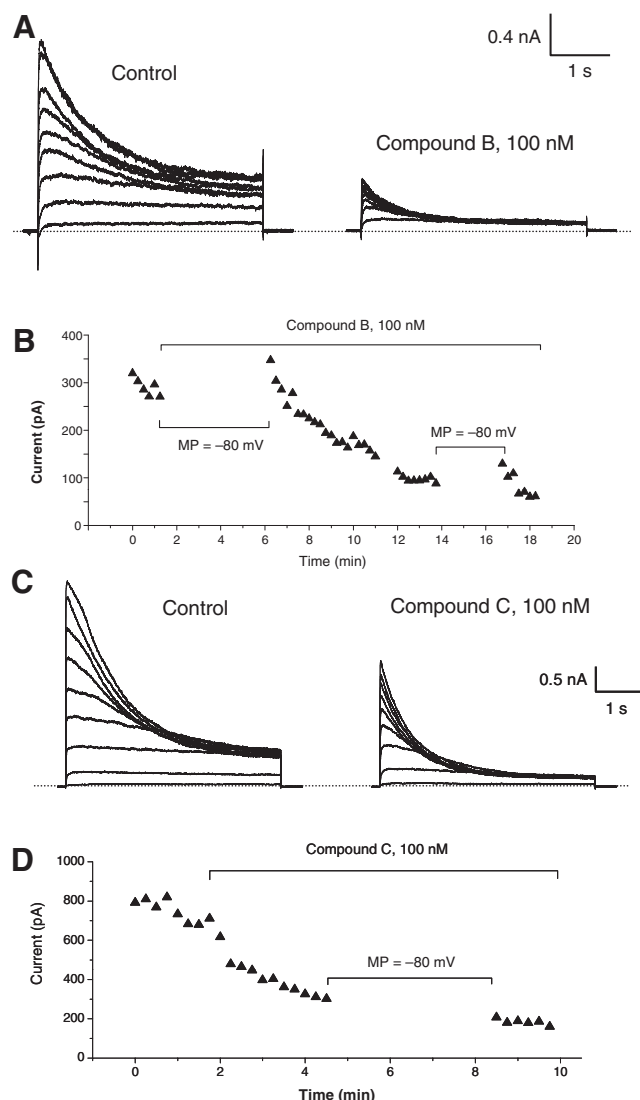 A
0.4 nA
1 s
Control
Compound B, 100 nM
B
Compound B, 100 nM
MP = –80 mV
MP = –80 mV
Current (pA)
400
300
200
100
0
0 2 4 6 8 10 12 14 16 18 20
Time (min)
C
Control
Compound C, 100 nM
0.5 nA
1 s
D
Compound C, 100 nM
MP = –80 mV
Current (pA)
1000
800
600
400
200
0
0 2 4 6 8 10
Time (min)